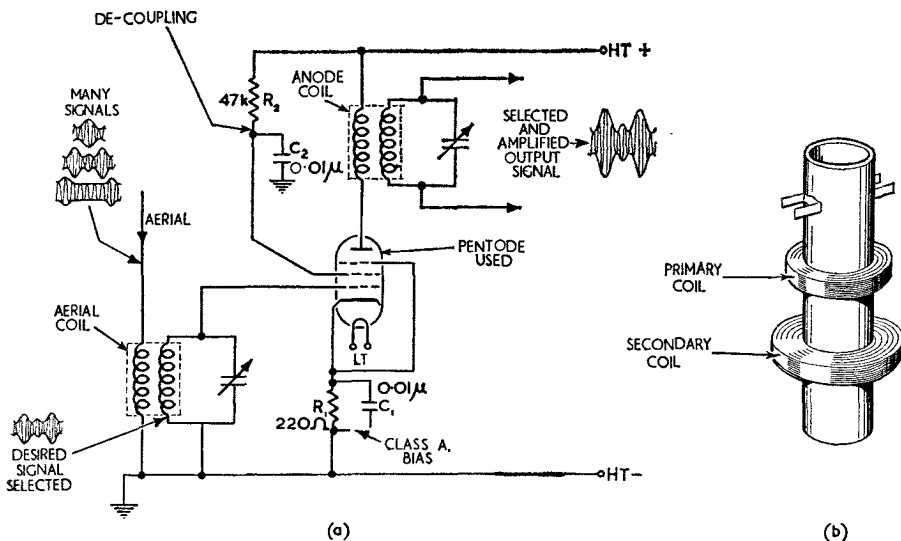 DE-COUPLING
HT +
MANY
SIGNALS
47k
R₂
ANODE
COIL
C₂
0·01µ
SELECTED
AND
AMPLIFIED
OUTPUT
SIGNAL
AERIAL
PENTODE
USED
PRIMARY
COIL
AERIAL
COIL
LT
SECONDARY
COIL
0·01µ
R₁
C₁
220Ω
CLASS A,
BIAS
DESIRED
SIGNAL
SELECTED
HT-
(a)
(b)